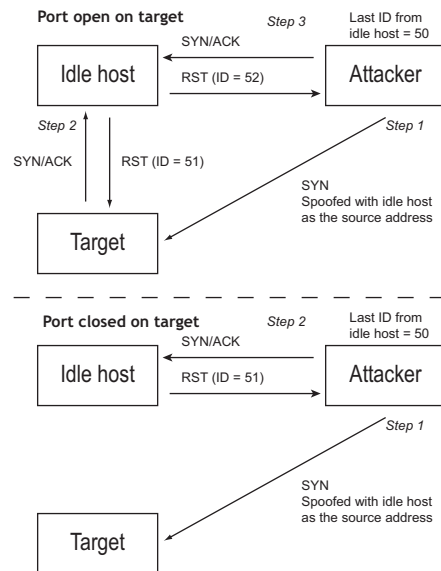 Port open on target
Step 3
Last ID from
idle host = 50
SYN/ACK
Idle host
RST (ID = 52)
Attacker
Step 2
Step 1
SYN/ACK
RST (ID = 51)
SYN
Spoofed with idle host
as the source address
Target
Port closed on target
Step 2
Last ID from
idle host = 50
SYN/ACK
Idle host
RST (ID = 51)
Attacker
Step 1
SYN
Spoofed with idle host
as the source address
Target